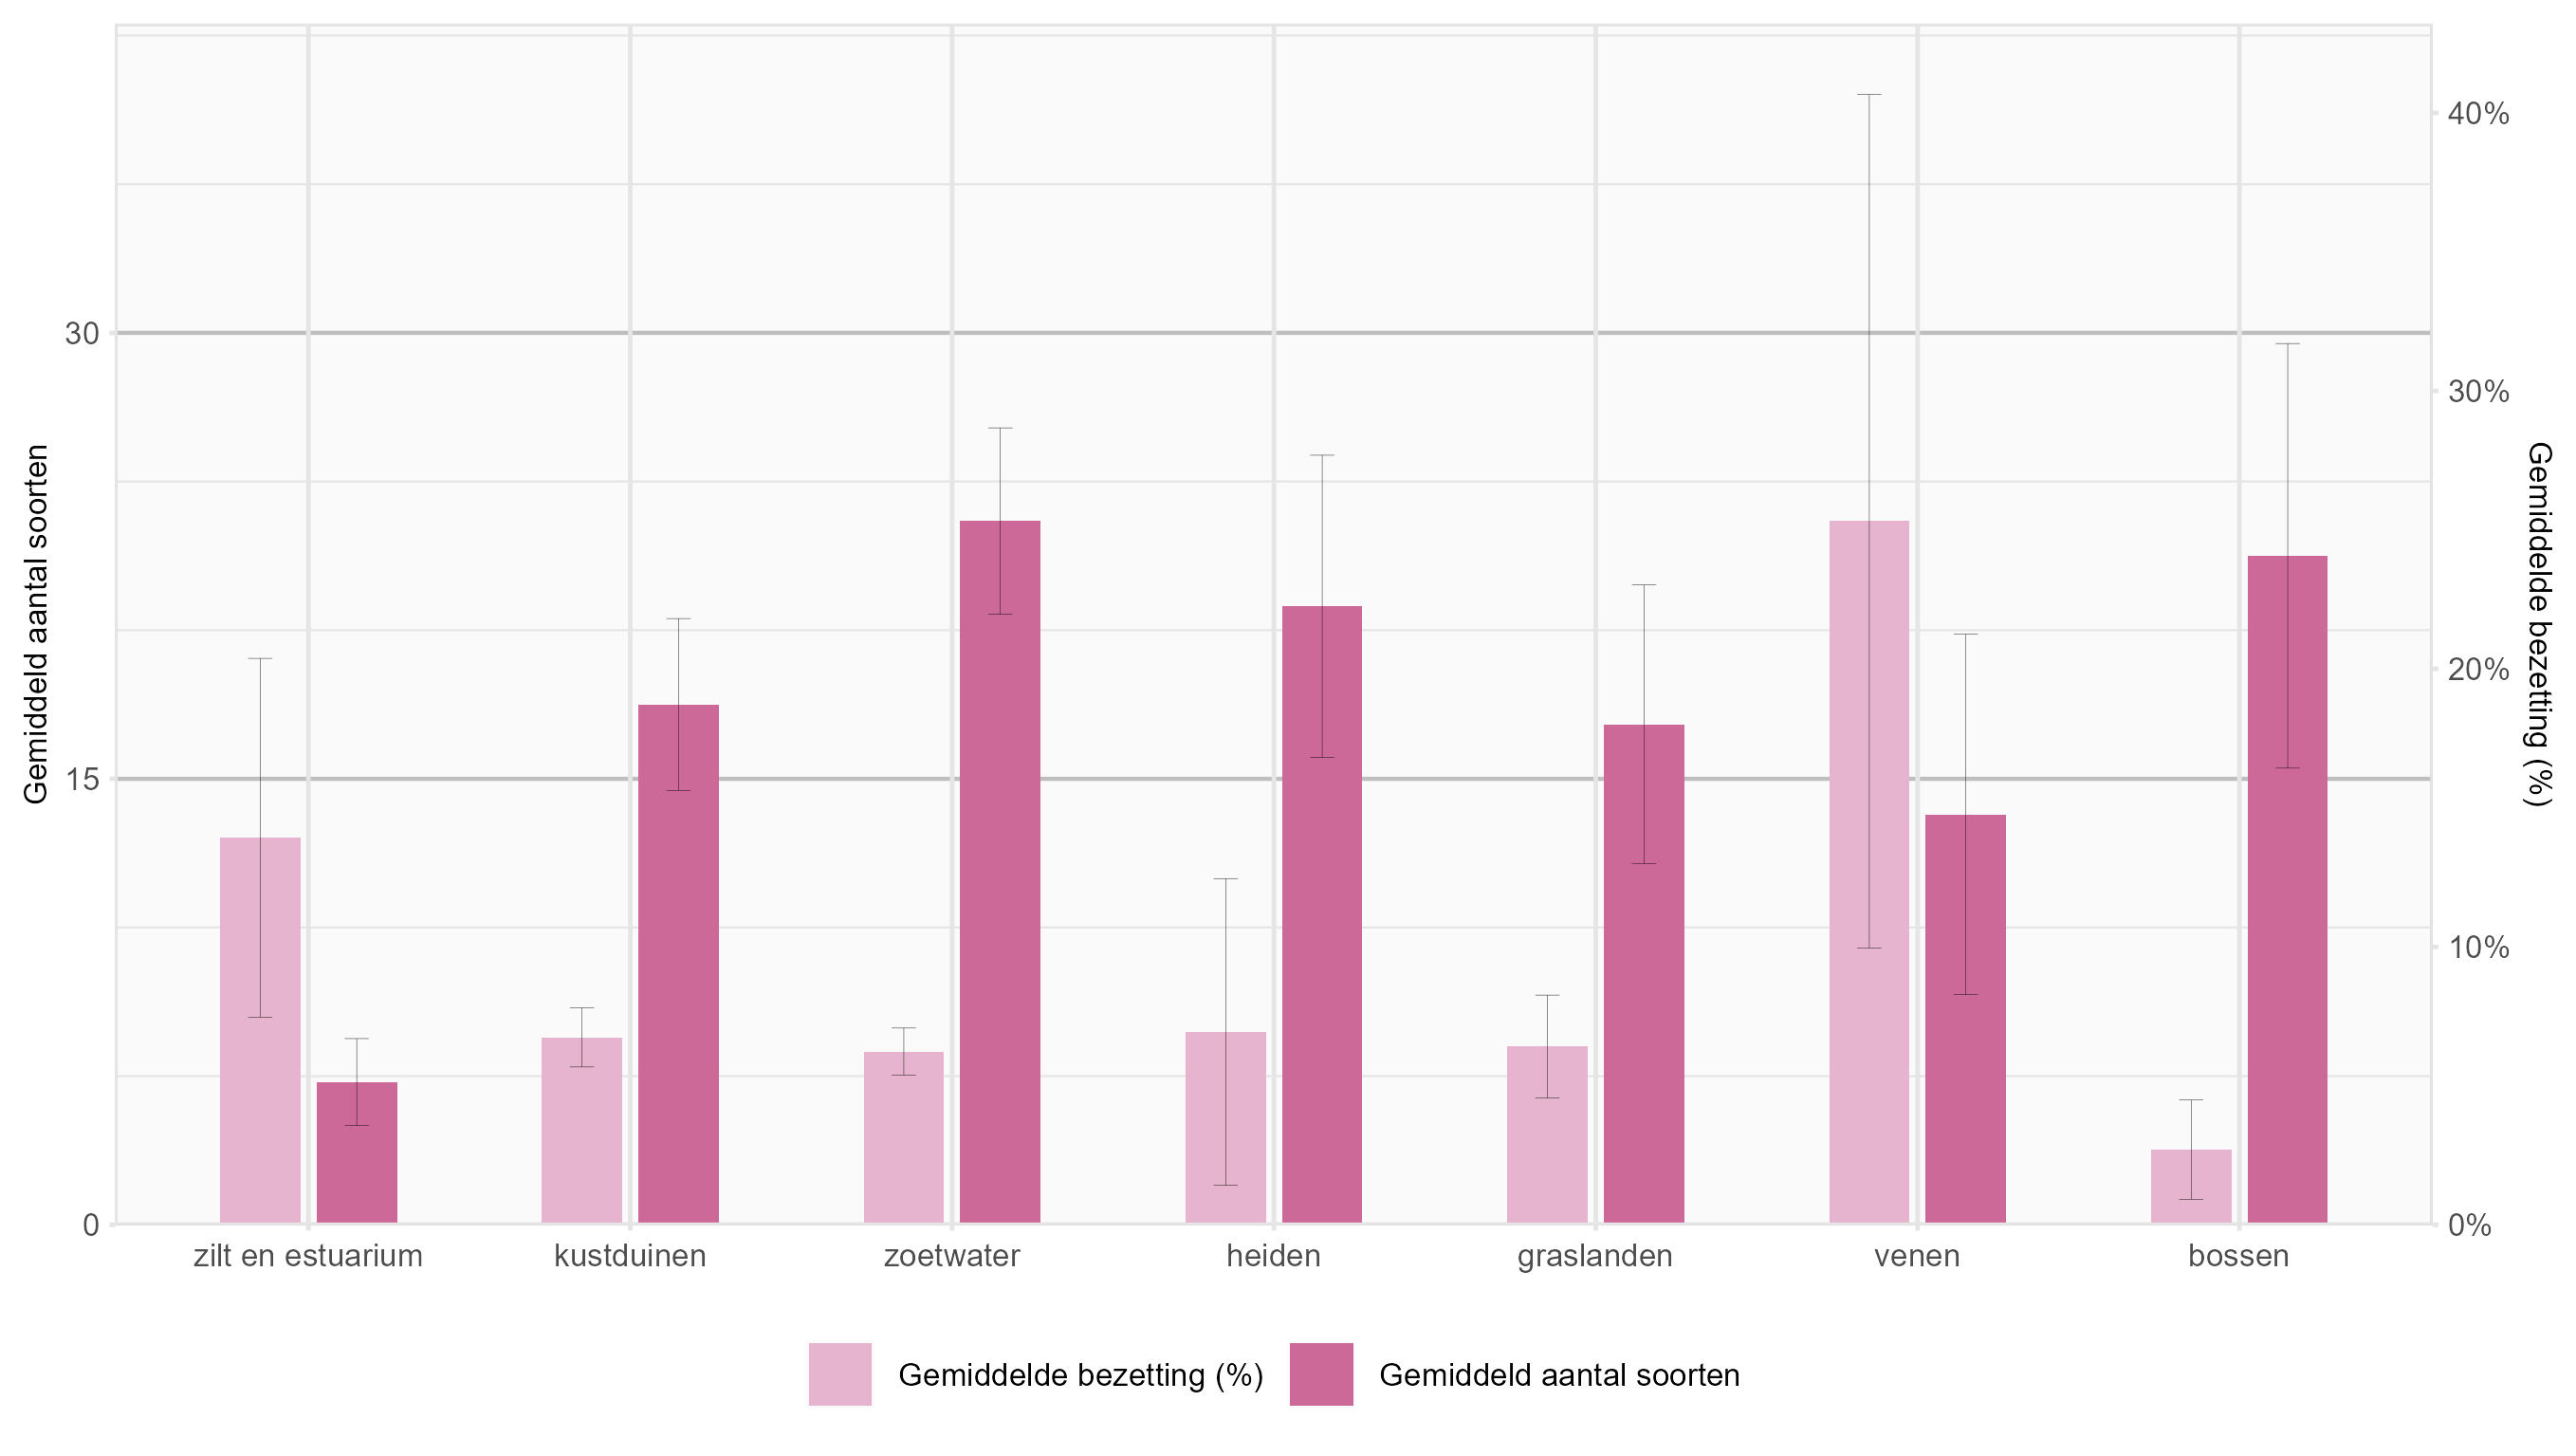 Gemiddeld aantal soorten
30
15
0
40%
30%
20%
10%
0%
Gemiddelde bezetting (%)
zilt en estuarium
kustduinen
zoetwater
heiden
graslanden
venen
bossen
Gemiddelde bezetting (%)
Gemiddeld aantal soorten